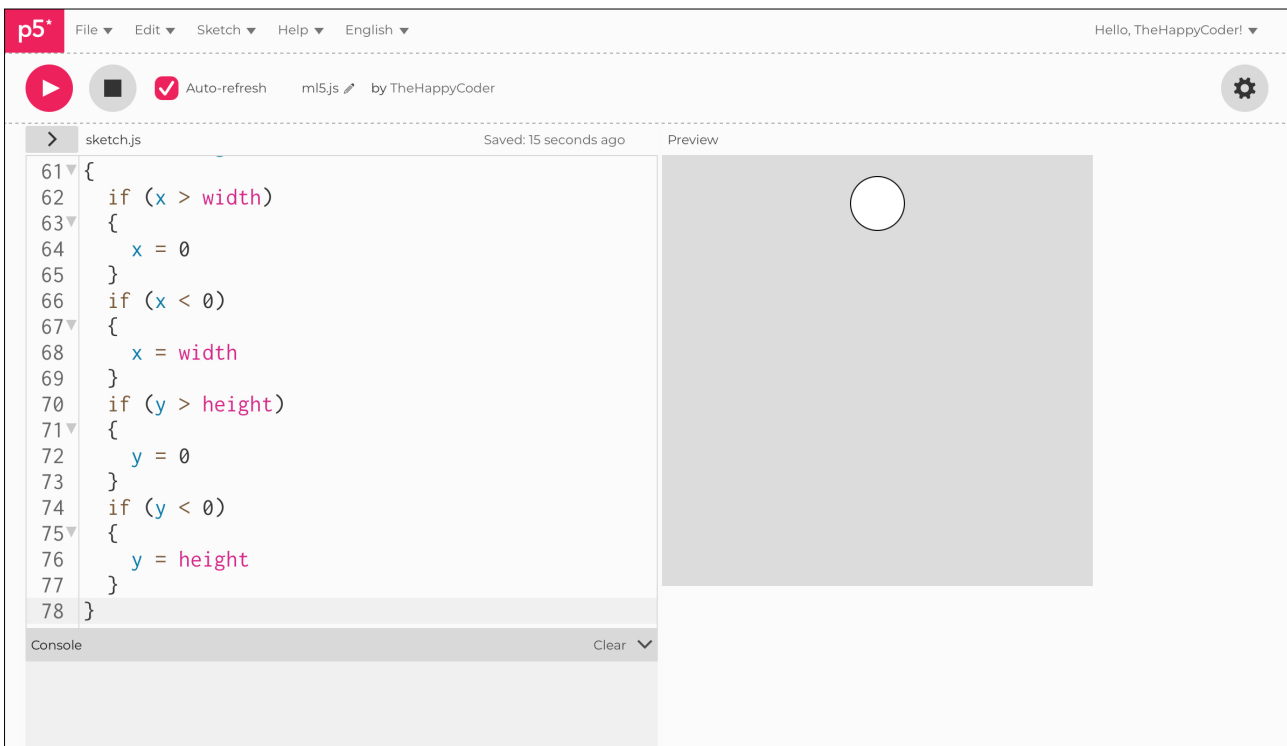 p5* File Edit Sketch Help English Hello, TheHappyCoder!
Auto-refresh ml5.js by TheHappyCoder
> sketch.js Saved: 15 seconds ago Preview
61 {
62 if (x > width)
63 {
64 x = 0
65 }
66 if (x < 0)
67 {
68 x = width
69 }
70 if (y > height)
71 {
72 y = 0
73 }
74 if (y < 0)
75 {
76 y = height
77 }
78 }
Console Clear